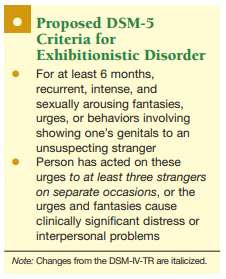 Proposed DSM-5
Criteria for
Exhibitionistic Disorder
● For at least 6 months,
recurrent, intense, and
sexually arousing fantasies,
urges, or behaviors involving
showing one's genitals to an
unsuspecting stranger
● Person has acted on these
urges to at least three strangers
on separate occasions, or the
urges and fantasies cause
clinically significant distress or
interpersonal problems
Note: Changes from the DSM-IV-TR are italicized.